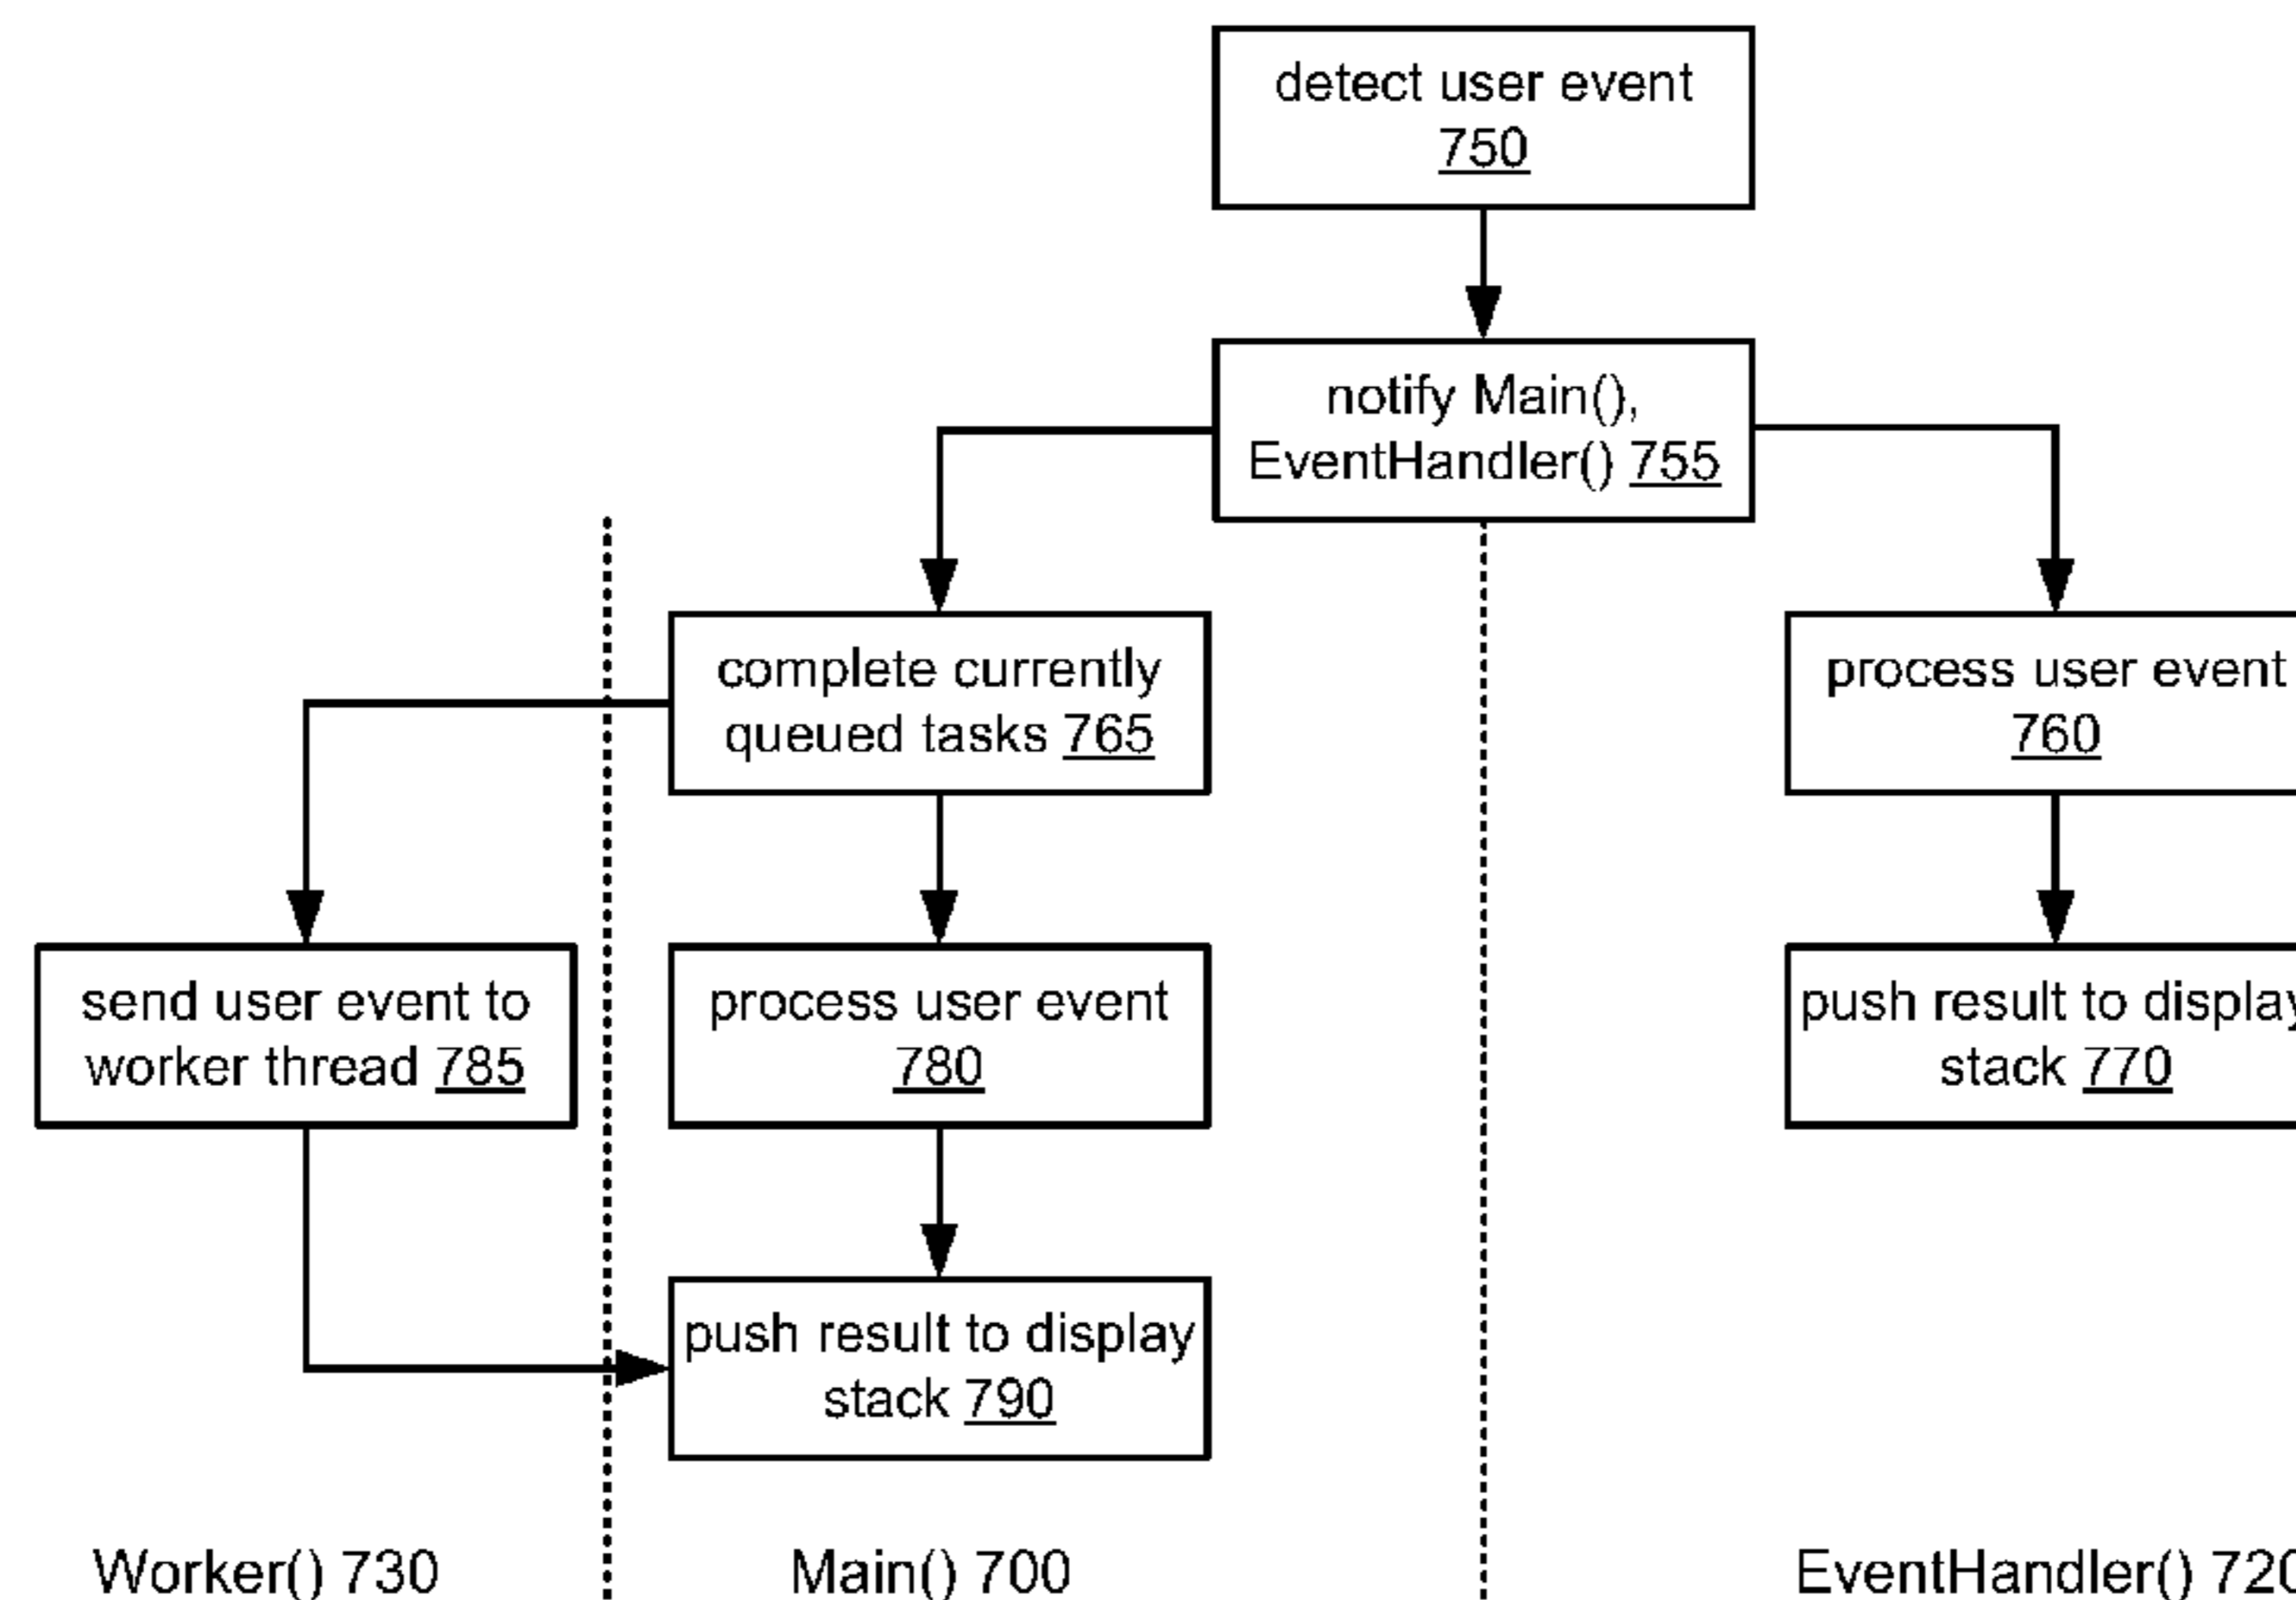 detect user event
750
notify Main(),
EventHandler() 755
complete currently
queued tasks 765
process user event
760
send user event to
worker thread 785
process user event
780
push result to display
stack 770
push result to display
stack 790
Worker() 730
Main() 700
EventHandler() 720